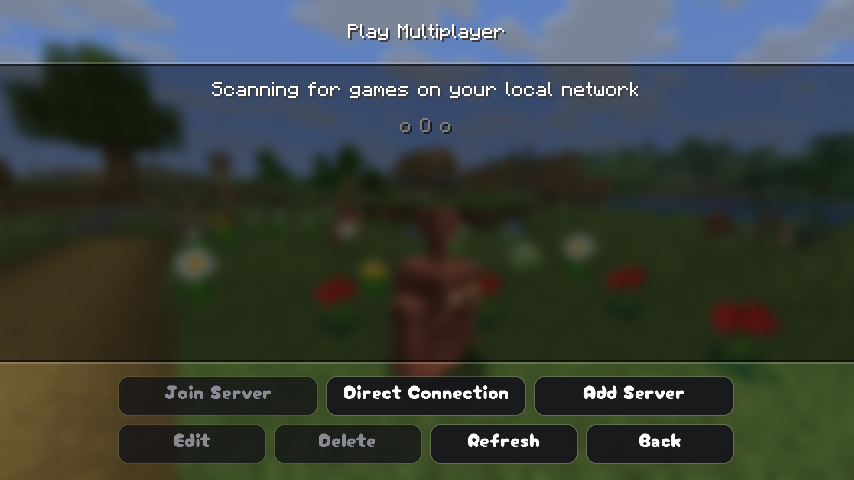 Play Multiplayer
Scanning for games on your local network
o O o
Join Server
Direct Connection
Add Server
Edit
Delete
Refresh
Back